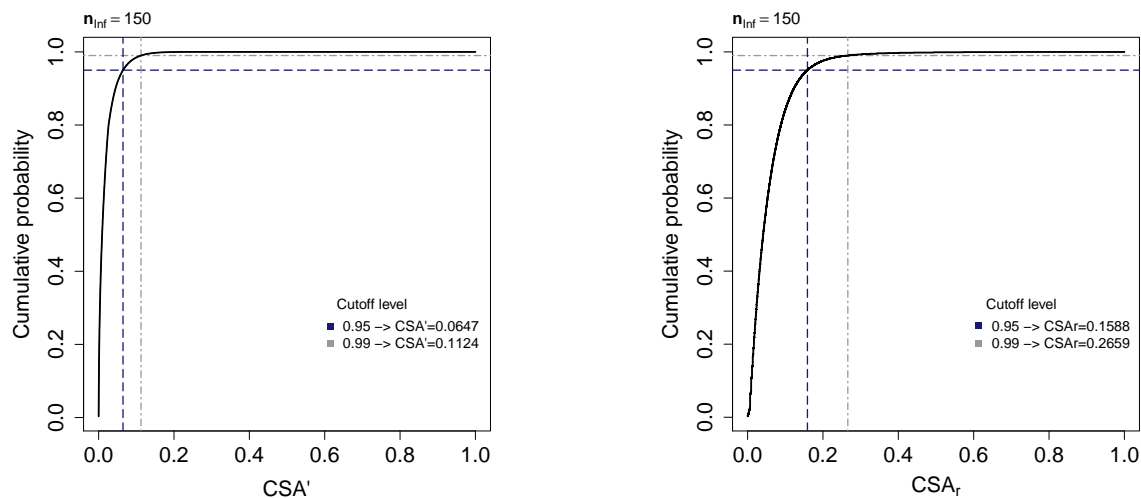 n_Inf = 150
Cumulative probability
1.0
0.8
0.6
0.4
0.2
0.0
Cutoff level
0.95 −> CSA'=0.0647
0.99 −> CSA'=0.1124
0.0 0.2 0.4 0.6 0.8 1.0
CSA'
n_Inf = 150
Cumulative probability
1.0
0.8
0.6
0.4
0.2
0.0
Cutoff level
0.95 −> CSAr=0.1588
0.99 −> CSAr=0.2659
0.0 0.2 0.4 0.6 0.8 1.0
CSA_r